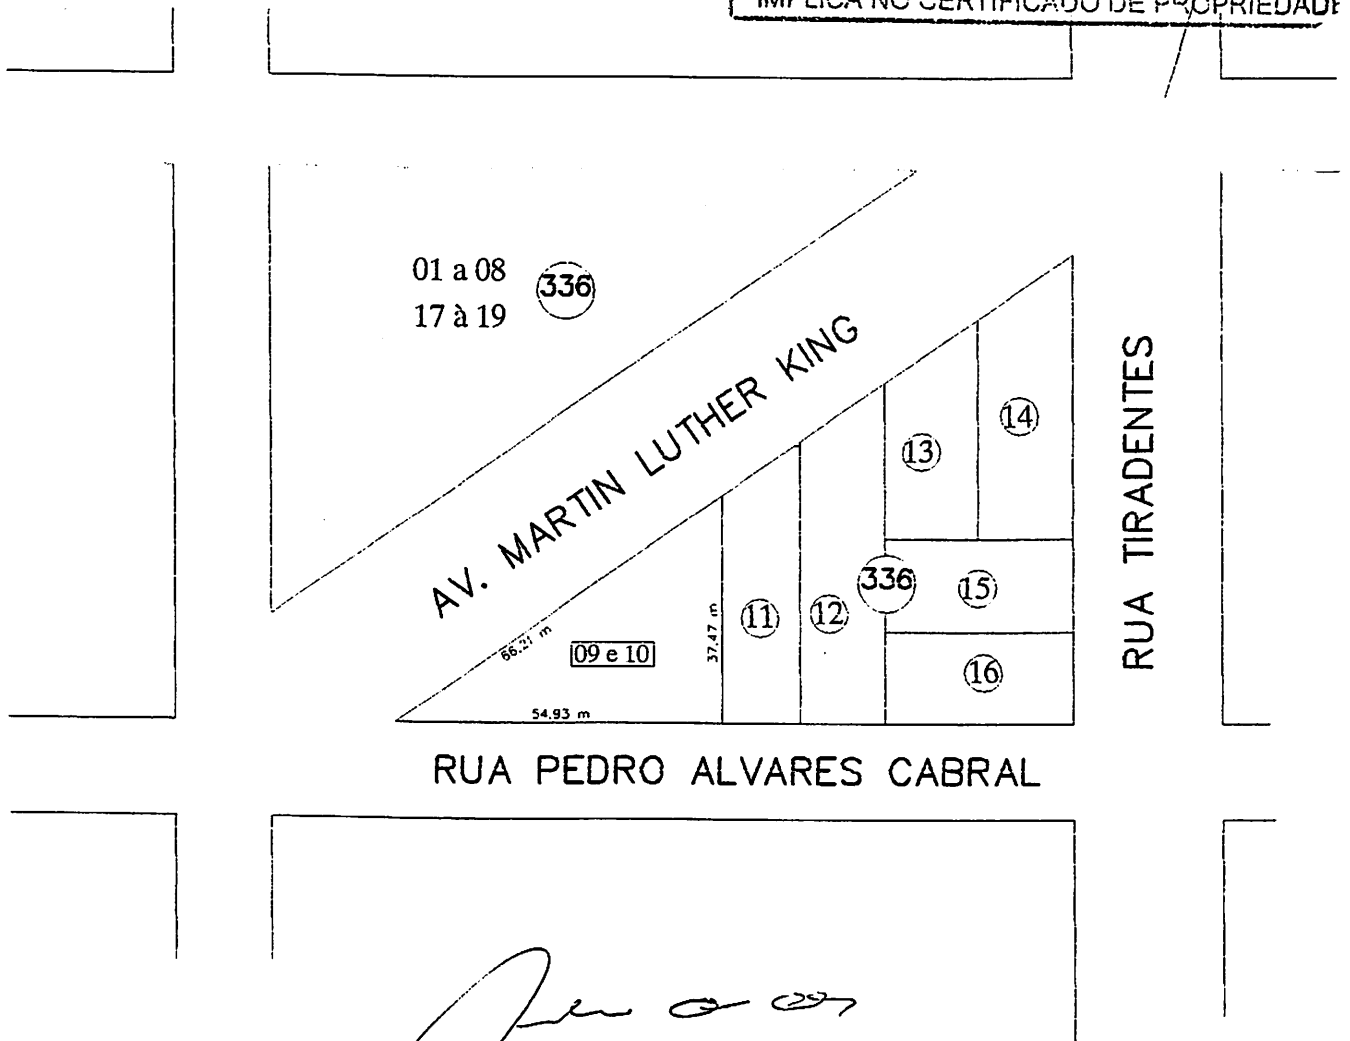 IMPLICA NO CERTIFICADO DE PROPRIEDADE
01 a 08
17 à 19
336
AV. MARTIN LUTHER KING
13
14
RUA TIRADENTES
336
15
11
12
16
66.21 m
09 e 10
37.47 m
54.93 m
RUA PEDRO ALVARES CABRAL